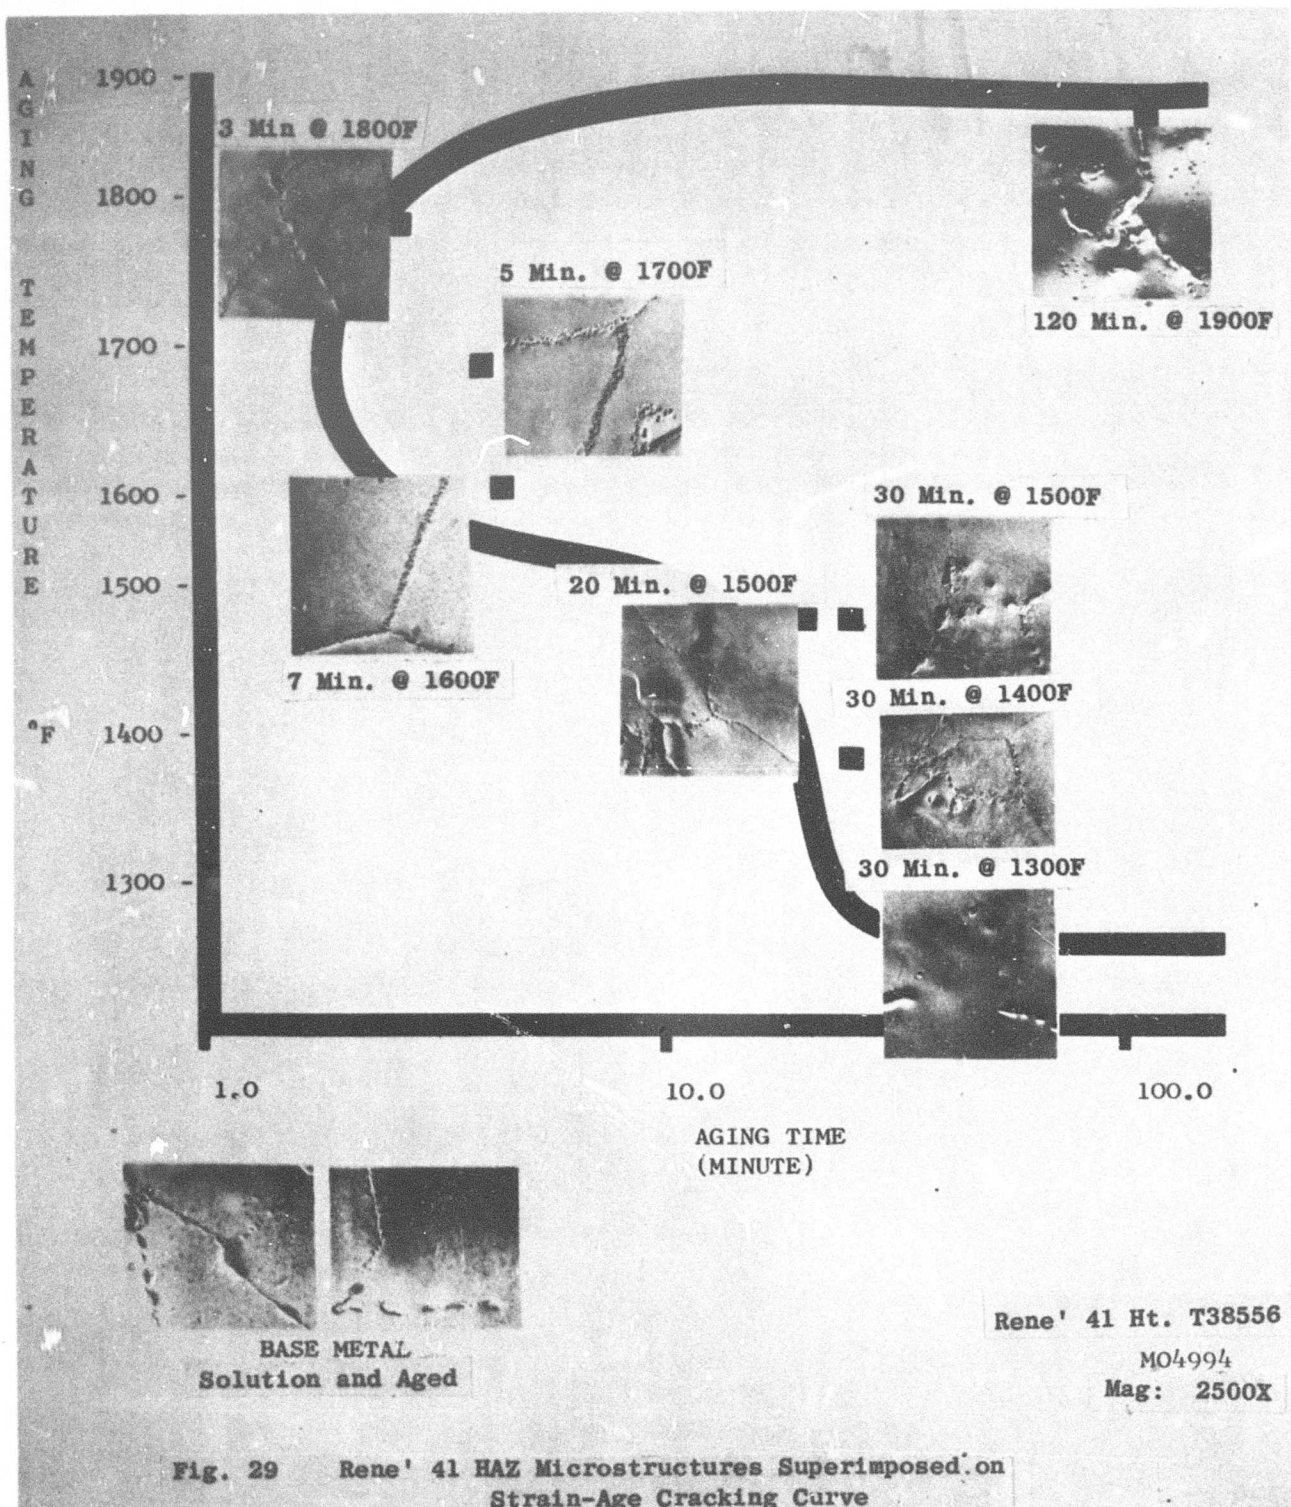 AGING TEMPERATURE °F
1900 -
3 Min @ 1800F
1800 -
5 Min. @ 1700F
120 Min. @ 1900F
1700 -
1600 -
30 Min. @ 1500F
1500 -
20 Min. @ 1500F
7 Min. @ 1600F
30 Min. @ 1400F
1400 -
30 Min. @ 1300F
1300 -
1.0 10.0 100.0
AGING TIME
(MINUTE)
BASE METAL
Solution and Aged
Rene' 41 Ht. T38556
MO4994
Mag: 2500X
Fig. 29 Rene' 41 HAZ Microstructures Superimposed on
Strain-Age Cracking Curve